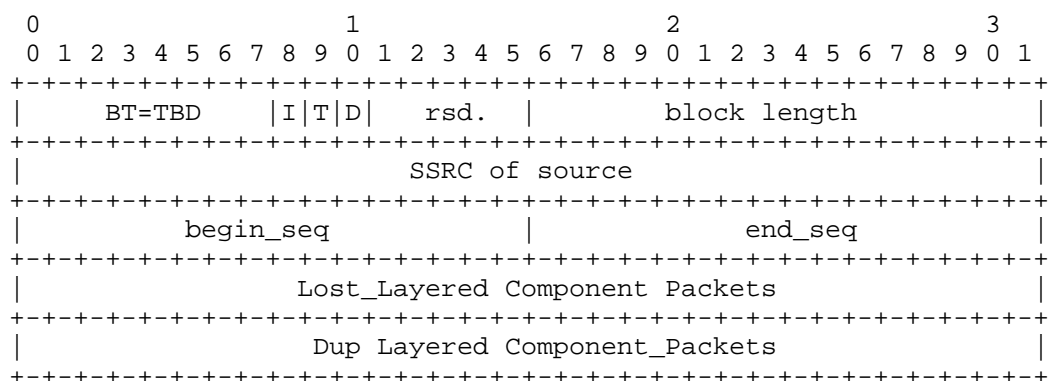 0                   1                   2                   3
0 1 2 3 4 5 6 7 8 9 0 1 2 3 4 5 6 7 8 9 0 1 2 3 4 5 6 7 8 9 0 1
+-+-+-+-+-+-+-+-+-+-+-+-+-+-+-+-+-+-+-+-+-+-+-+-+-+-+-+-+-+-+-+-+
|     BT=TBD    |I|T|D|  rsd.   |        block length           |
+-+-+-+-+-+-+-+-+-+-+-+-+-+-+-+-+-+-+-+-+-+-+-+-+-+-+-+-+-+-+-+-+
|                        SSRC of source                         |
+-+-+-+-+-+-+-+-+-+-+-+-+-+-+-+-+-+-+-+-+-+-+-+-+-+-+-+-+-+-+-+-+
|          begin_seq            |             end_seq           |
+-+-+-+-+-+-+-+-+-+-+-+-+-+-+-+-+-+-+-+-+-+-+-+-+-+-+-+-+-+-+-+-+
|                 Lost_Layered Component Packets                |
+-+-+-+-+-+-+-+-+-+-+-+-+-+-+-+-+-+-+-+-+-+-+-+-+-+-+-+-+-+-+-+-+
|                  Dup Layered Component_Packets                |
+-+-+-+-+-+-+-+-+-+-+-+-+-+-+-+-+-+-+-+-+-+-+-+-+-+-+-+-+-+-+-+-+